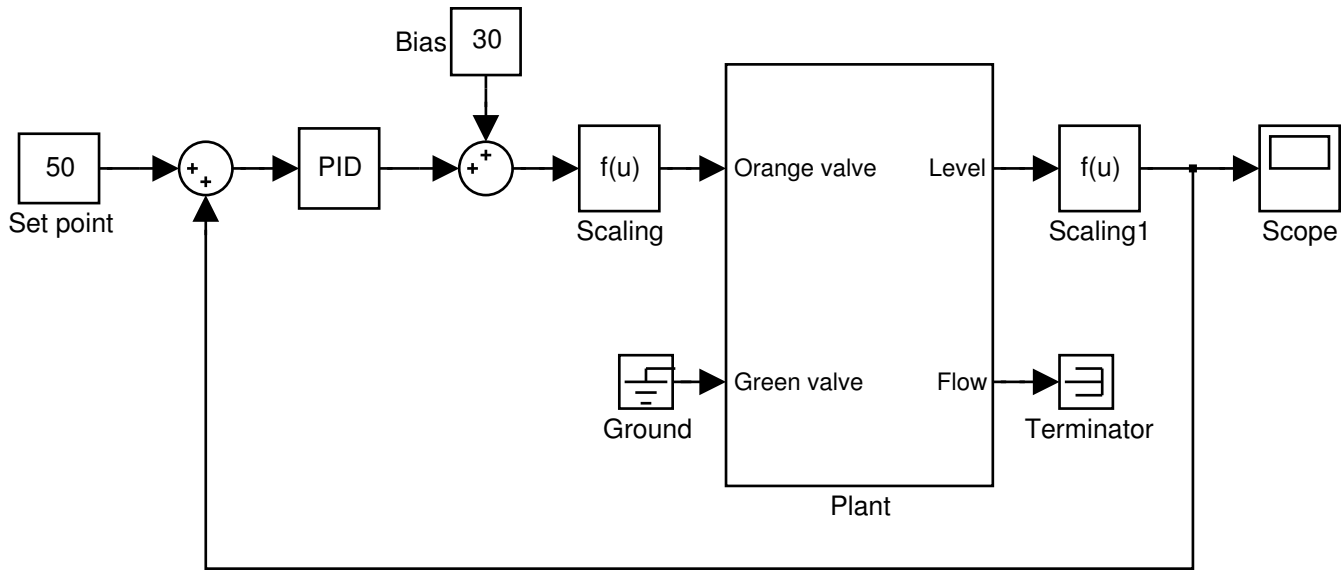 Bias
30
50
+
+
PID
+
+
f(u)
Orange valve
Level
f(u)
Set point
Scaling
Scaling1
Scope
Green valve
Flow
Ground
Terminator
Plant